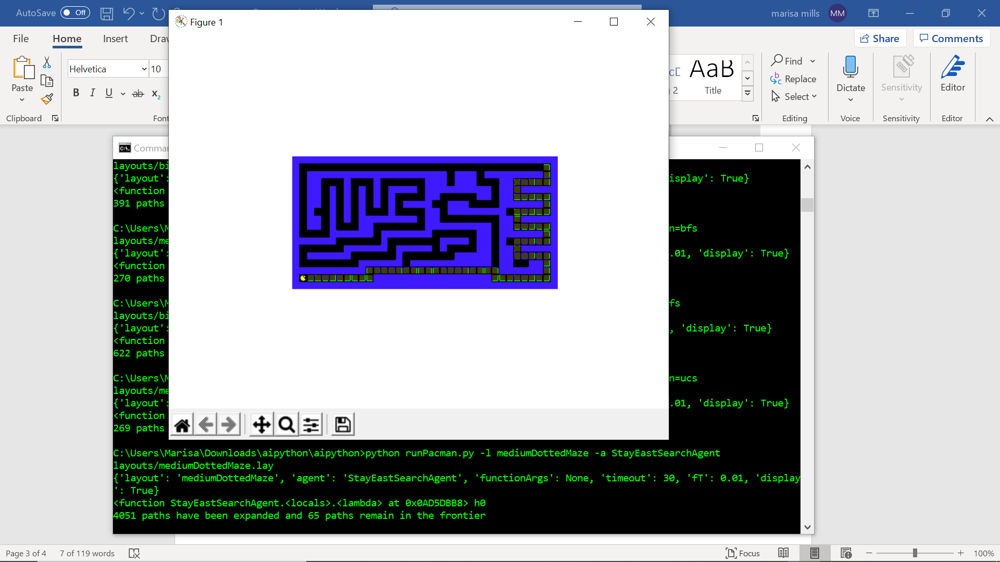 AutoSave Off
marisa mills MM
Figure 1
File Home Insert Draw
Share Comments
Paste
Clipboard
Helvetica 10
B I U ab x₂
Font
2
AaB
Title
Find
Replace
Select
Editing
Dictate
Voice
Sensitivity
Sensitivity
Editor
Editor
Comma
layouts/bi
{'layout': isplay': True}
<function
391 paths
C:\Users\M n=bfs
layouts/me
{'layout': .01, 'display': True}
<function
270 paths
C:\Users\M fs
layouts/bi
{'layout': , 'display': True}
<function
622 paths
C:\Users\M n=ucs
layouts/me
{'layout': .01, 'display': True}
<function
269 paths
C:\Users\Marisa\Downloads\aipython\aipython>python runPacman.py -l mediumDottedMaze -a StayEastSearchAgent
layouts/mediumDottedMaze.lay
{'layout': 'mediumDottedMaze', 'agent': 'StayEastSearchAgent', 'functionArgs': None, 'timeout': 30, 'fT': 0.01, 'display
': True}
<function StayEastSearchAgent.<locals>.<lambda> at 0x0AD5DBB8> h0
4051 paths have been expanded and 65 paths remain in the frontier
Page 3 of 4 7 of 119 words
Focus
100%